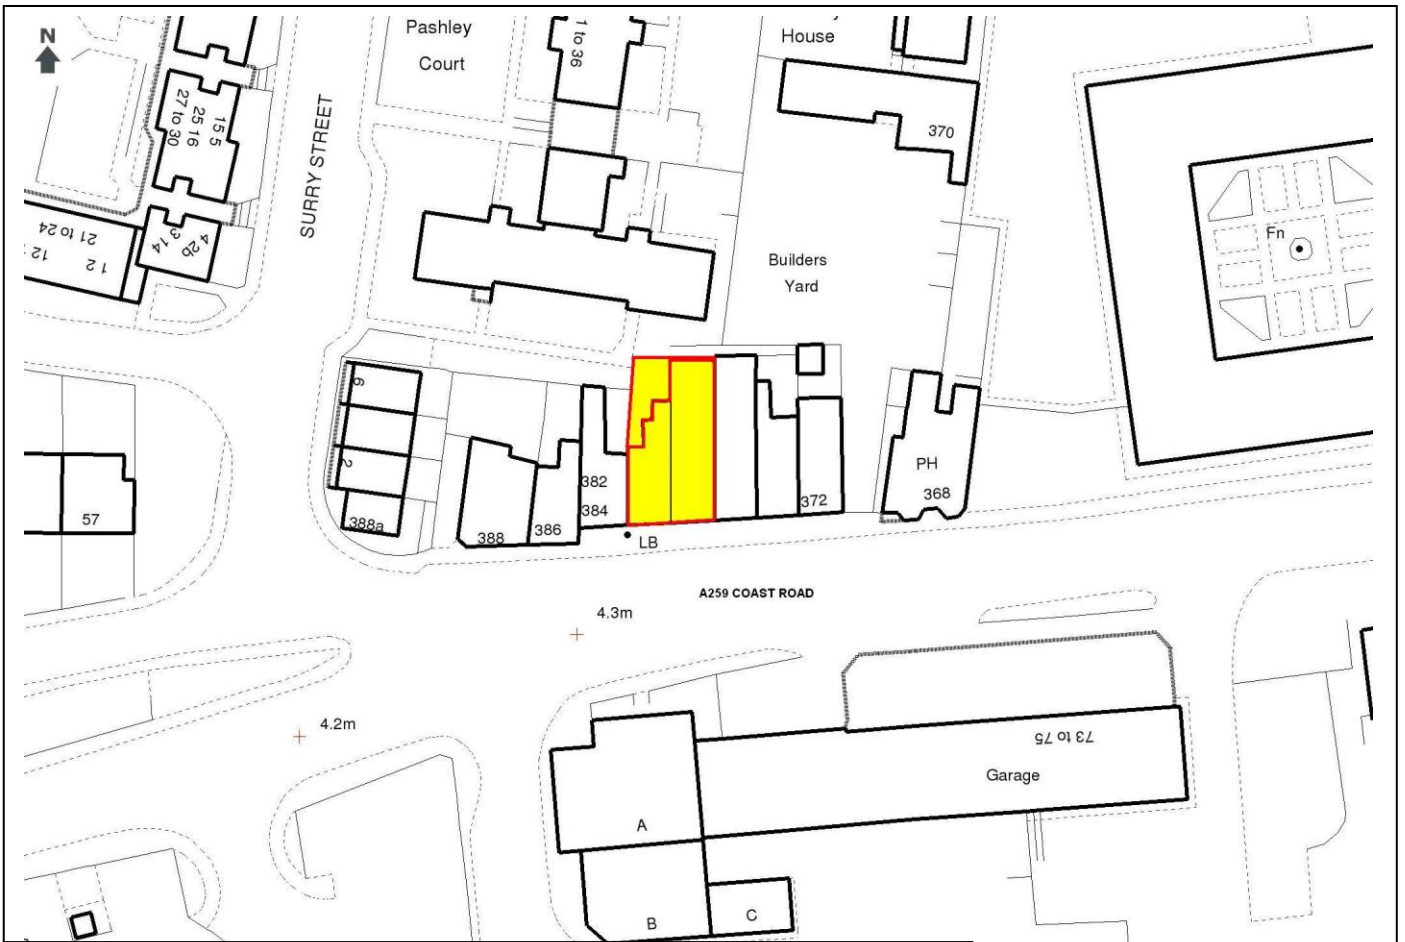 N
Pashley
Court
1 to 36
House
370
15 5
25 16
27 to 30
SURRY STREET
21 to 24
1 2
12
4 2b
3 14
Fn
Builders
Yard
6
2
388a
388
386
382
384
372
PH
368
57
LB
A259 COAST ROAD
4.3m
4.2m
73 to 75
Garage
A
B
C